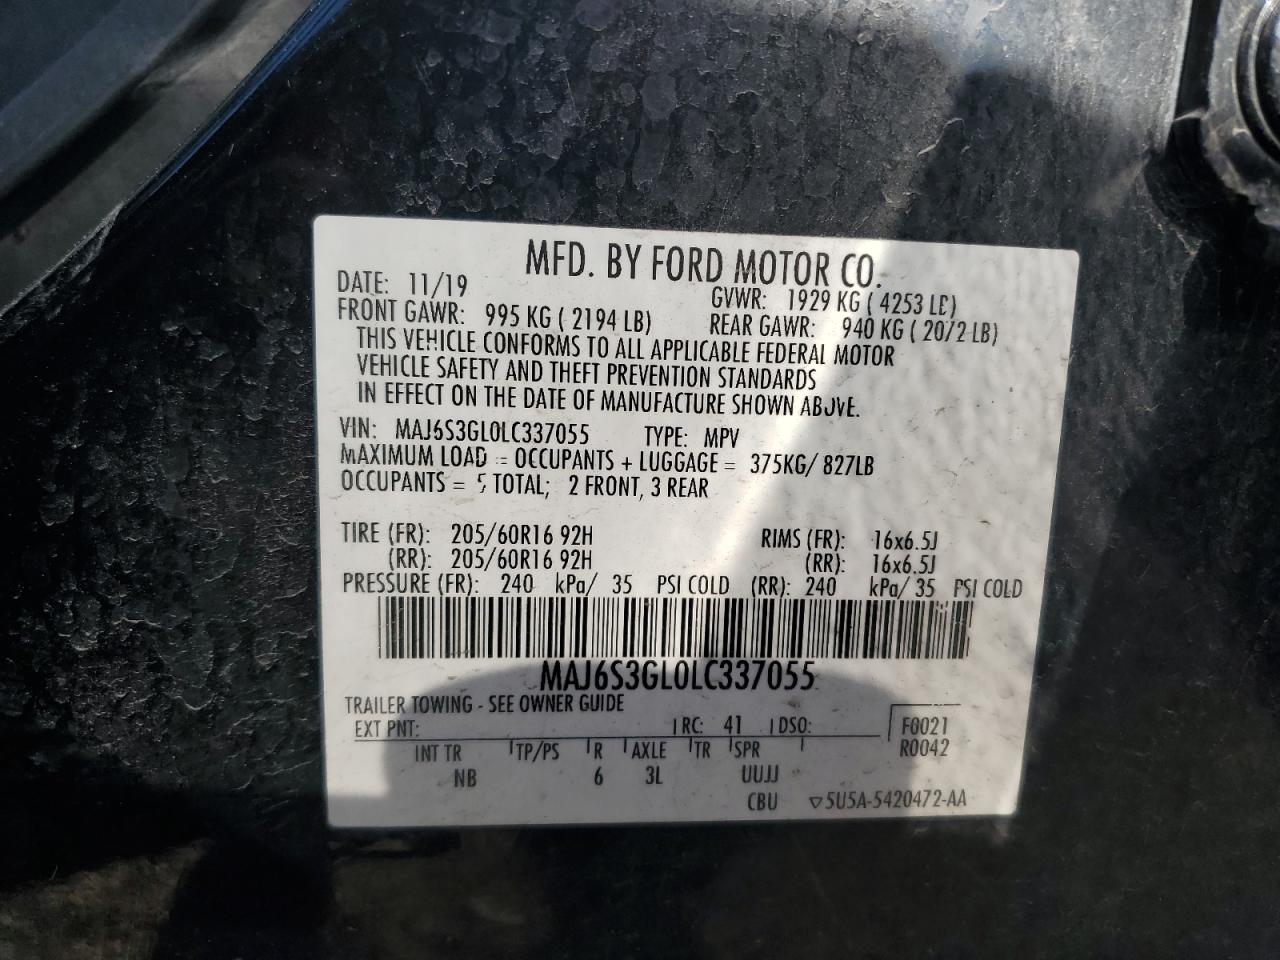 MFD. BY FORD MOTOR CO.
DATE: 11/19 GVWR: 1929 KG ( 4253 LB)
FRONT GAWR: 995 KG ( 2194 LB) REAR GAWR: 940 KG ( 2072 LB)
THIS VEHICLE CONFORMS TO ALL APPLICABLE FEDERAL MOTOR
VEHICLE SAFETY AND THEFT PREVENTION STANDARDS
IN EFFECT ON THE DATE OF MANUFACTURE SHOWN ABOVE.
VIN: MAJ6S3GL0LC337055 TYPE: MPV
MAXIMUM LOAD = OCCUPANTS + LUGGAGE = 375KG/ 827LB
OCCUPANTS = 5 TOTAL; 2 FRONT, 3 REAR
TIRE (FR): 205/60R16 92H RIMS (FR): 16x6.5J
(RR): 205/60R16 92H (RR): 16x6.5J
PRESSURE (FR): 240 kPa/ 35 PSI COLD (RR): 240 kPa/ 35 PSI COLD
MAJ6S3GL0LC337055
TRAILER TOWING - SEE OWNER GUIDE
EXT PNT: RC: 41 DSO: F0021
INT TR TP/PS R AXLE TR SPR R0042
NB 6 3L UUJJ
CBU ▽5U5A-5420472-AA